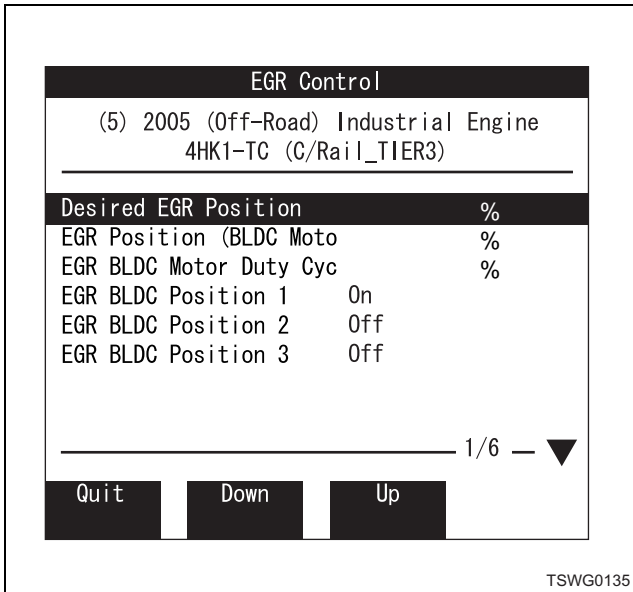 EGR Control
(5) 2005 (Off-Road) Industrial Engine
4HK1-TC (C/Rail_TIER3)
Desired EGR Position %
EGR Position (BLDC Moto %
EGR BLDC Motor Duty Cyc %
EGR BLDC Position 1 On
EGR BLDC Position 2 Off
EGR BLDC Position 3 Off
1/6
Quit Down Up
TSWG0135